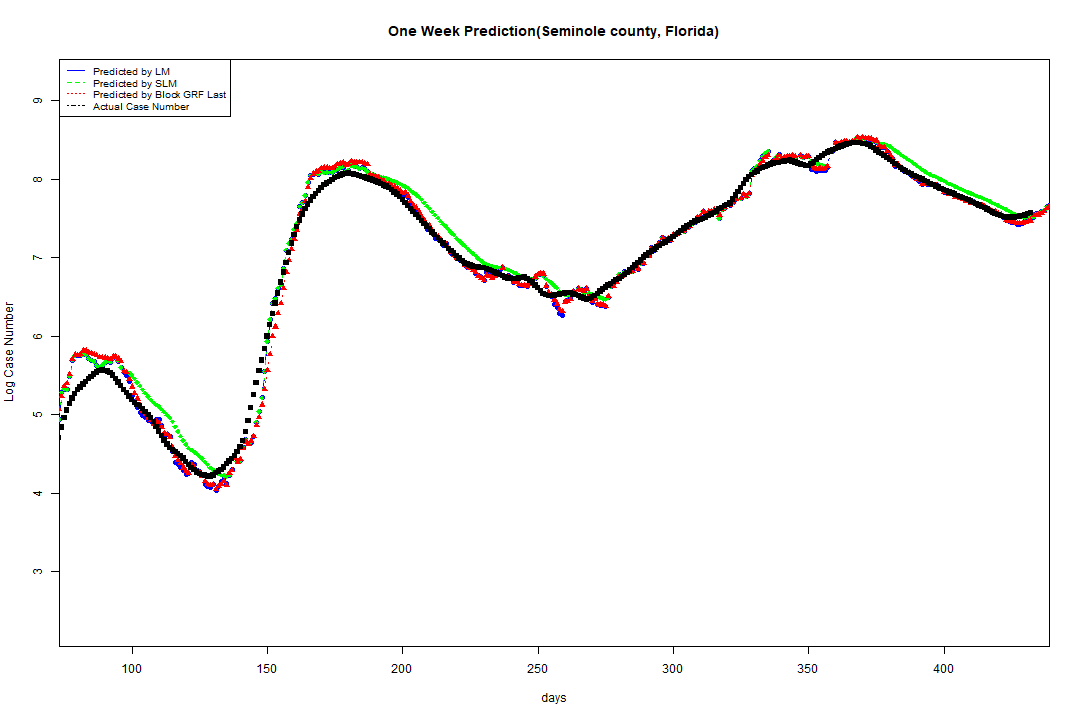 One Week Prediction(Seminole county, Florida)
Predicted by LM
Predicted by SLM
Predicted by Block GRF Last
Actual Case Number
9
8
7
6
5
4
3
Log Case Number
100 150 200 250 300 350 400
days